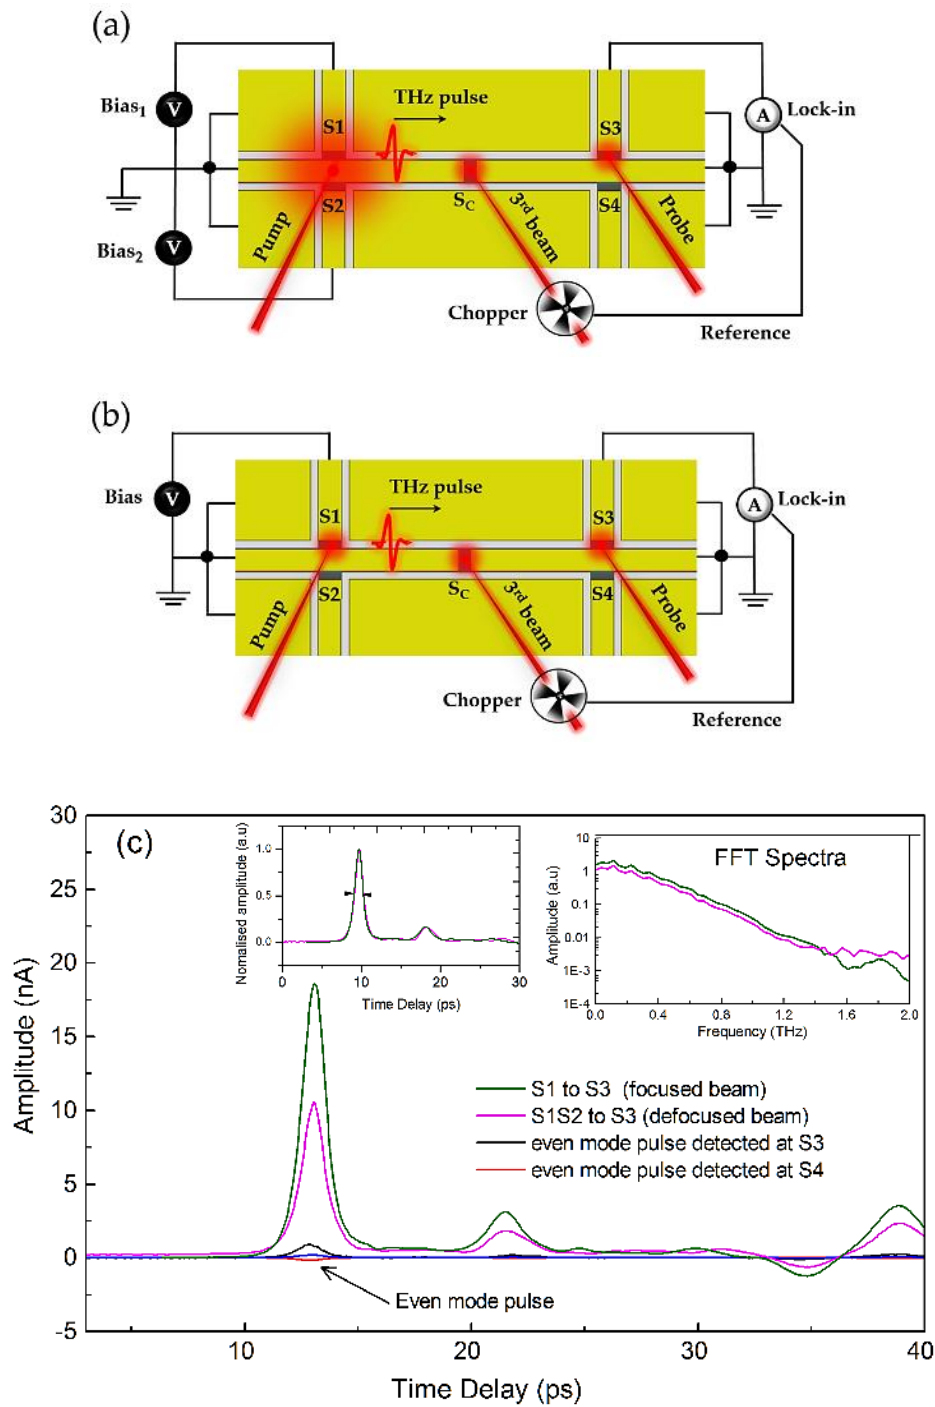 (a)
THz pulse
Bias1
V
S1
S3
A
Lock-in
S2
SC
S4
Pump
3rd beam
Probe
Bias2
V
Chopper
Reference
(b)
THz pulse
Bias
V
S1
S3
A
Lock-in
S2
SC
S4
Pump
3rd beam
Probe
Chopper
Reference
(c)
Amplitude (nA)
30
25
20
15
10
5
0
-5
10
20
30
40
Time Delay (ps)
Normalised amplitude (a.u)
1.0
0.5
0.0
0
5
10
15
20
30
Time Delay (ps)
FFT Spectra
Amplitude (a.u)
10
1
0.1
0.01
1E-3
1E-4
0.0
0.4
0.8
1.2
1.6
2.0
Frequency (THz)
S1 to S3 (focused beam)
S1S2 to S3 (defocused beam)
even mode pulse detected at S3
even mode pulse detected at S4
Even mode pulse